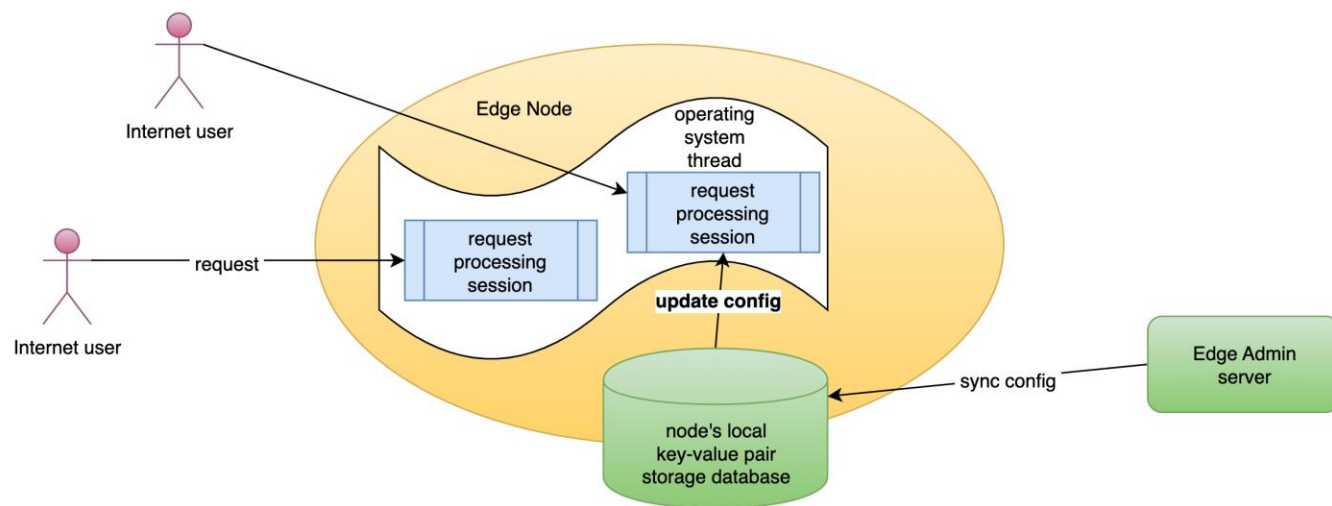 Internet user
Edge Node
operating
system
thread
request
processing
session
request
processing
session
request
Internet user
update config
Edge Admin
server
sync config
node's local
key-value pair
storage database